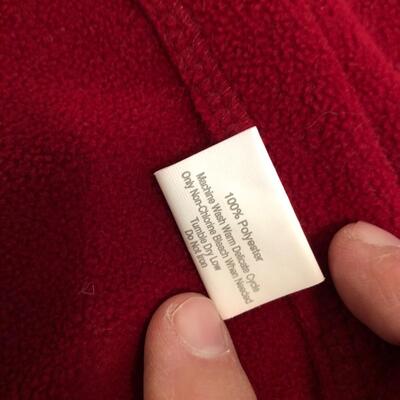 100% Polyester
Machine Wash Warm Delicate Cycle
Only Non-Chlorine Bleach When Needed
Tumble Dry Low
Do Not Iron